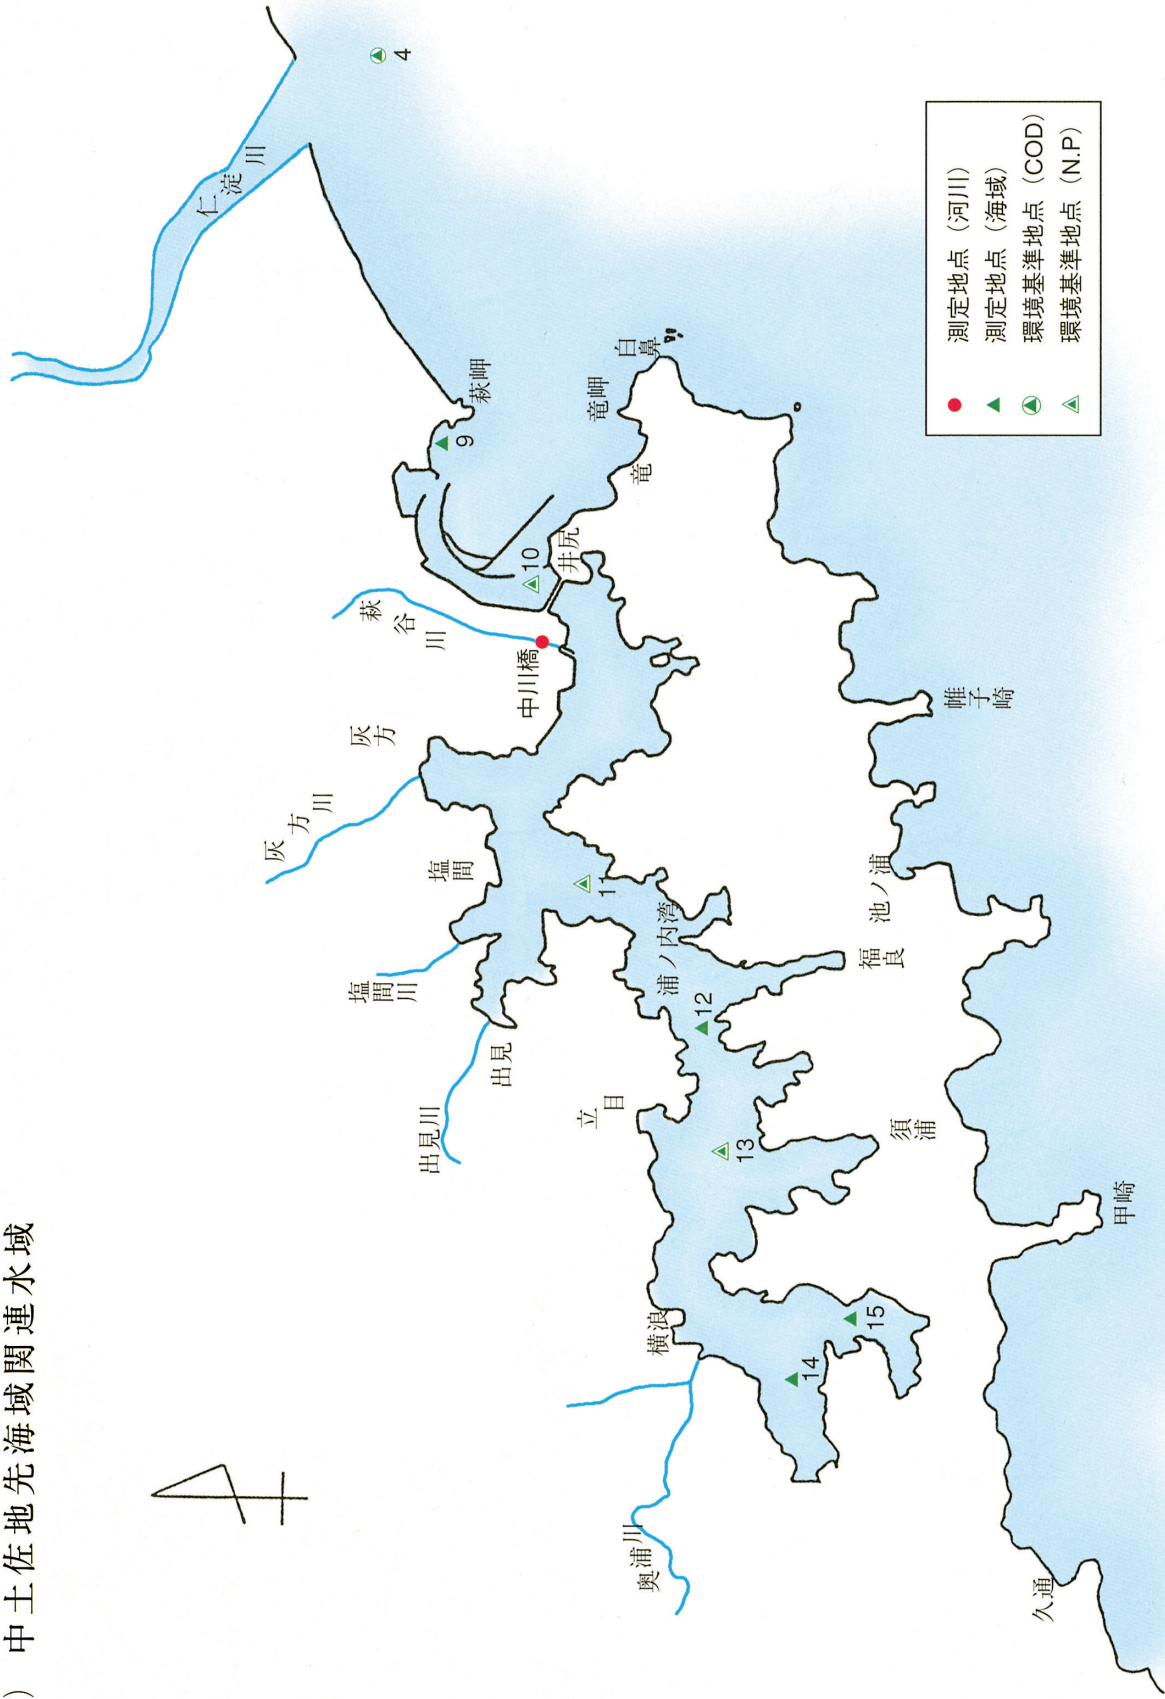 ) 中土佐地先海域関連水域
仁淀川
4
萩岬
9
白鼻
竜岬
竜
10
井尻
萩谷川
中川橋
灰方
灰方川
塩間
11
塩間川
浦ノ内湾
池ノ浦
福良
帷子崎
出見
出見川
12
立目
13
須浦
甲崎
横浪
15
14
奥浦川
久通
測定地点（河川）
測定地点（海域）
環境基準地点（COD）
環境基準地点（N.P）